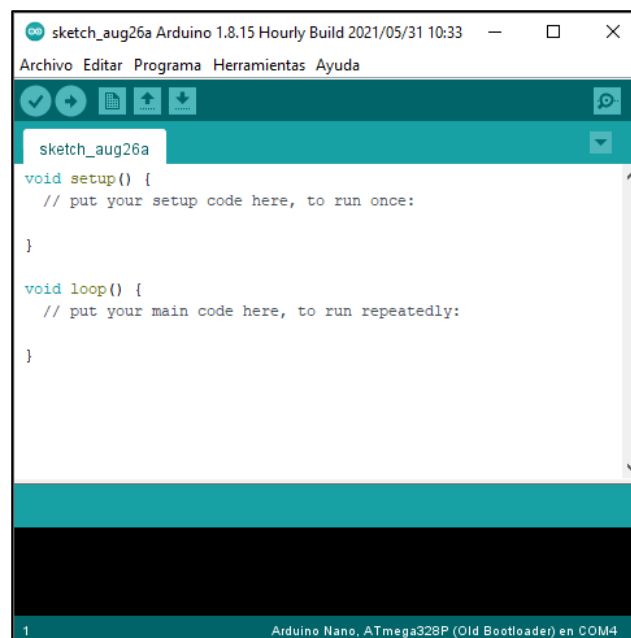 sketch_aug26a Arduino 1.8.15 Hourly Build 2021/05/31 10:33
Archivo Editar Programa Herramientas Ayuda
sketch_aug26a
void setup() {
  // put your setup code here, to run once:
}
void loop() {
  // put your main code here, to run repeatedly:
}
1 Arduino Nano, ATmega328P (Old Bootloader) en COM4